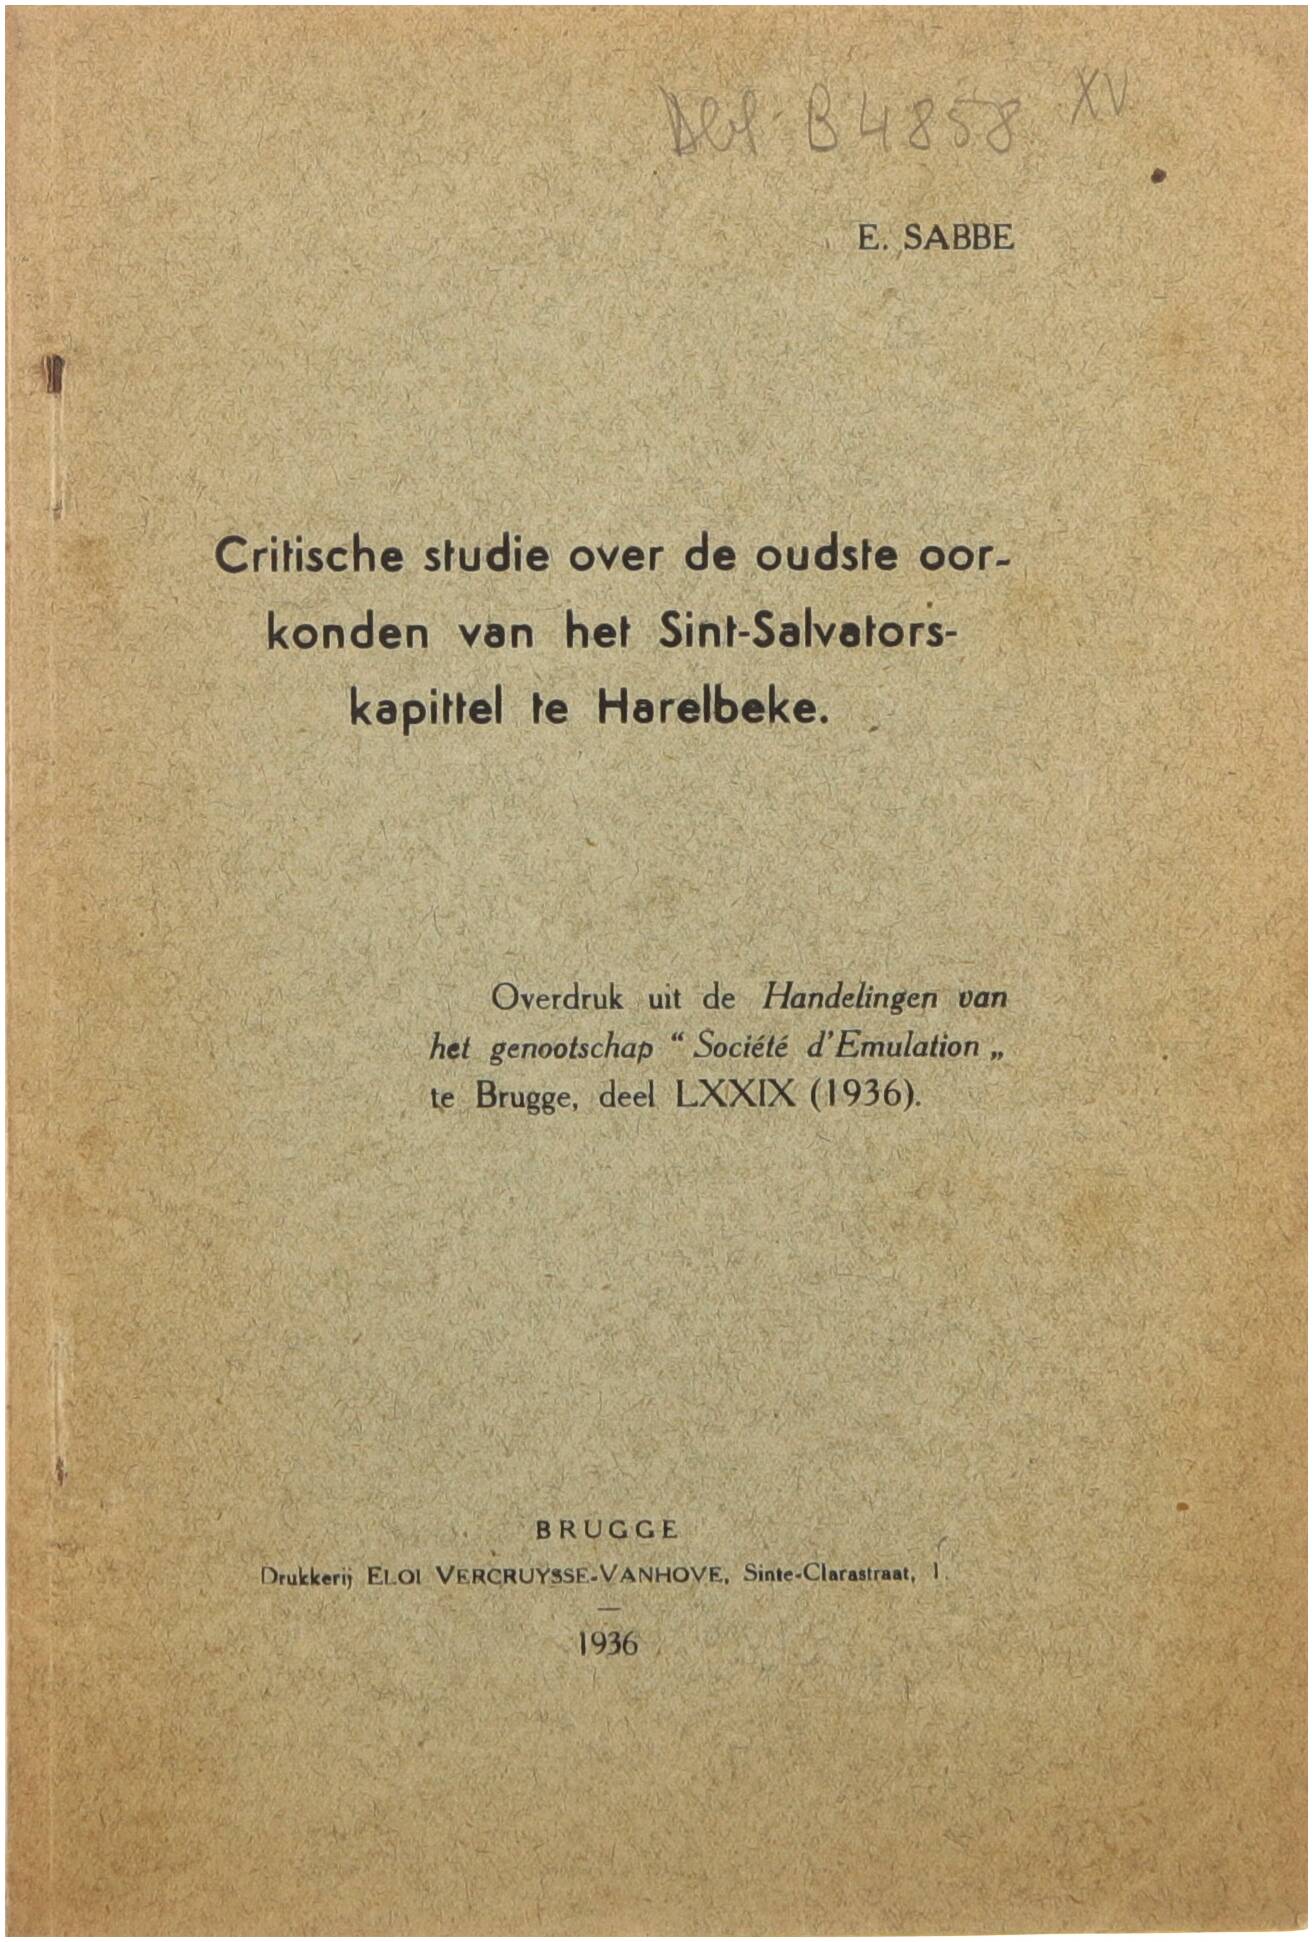 B 4858 XV
E. SABBE
Critische studie over de oudste oor-
konden van het Sint-Salvators-
kapittel te Harelbeke.
Overdruk uit de Handelingen van
het genootschap “ Société d'Emulation „
te Brugge, deel LXXIX (1936).
BRUGGE
Drukkerij ELOI VERCRUYSSE-VANHOVE, Sinte-Clarastraat, 1.
—
1936